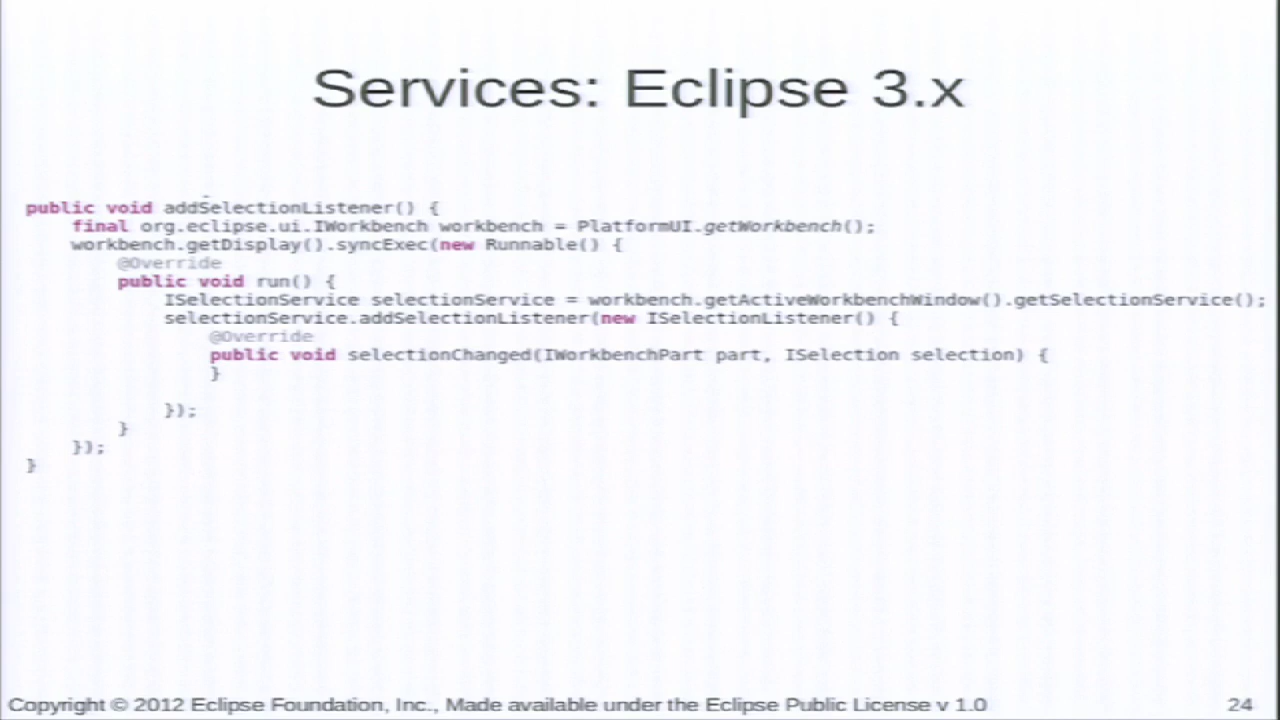 Services: Eclipse 3.x
public void addSelectionListener() {
    final org.eclipse.ui.IWorkbench workbench = PlatformUI.getWorkbench();
    workbench.getDisplay().syncExec(new Runnable() {
        @Override
        public void run() {
            ISelectionService selectionService = workbench.getActiveWorkbenchWindow().getSelectionService();
            selectionService.addSelectionListener(new ISelectionListener() {
                @Override
                public void selectionChanged(IWorkbenchPart part, ISelection selection) {
                }
            });
        }
    });
}
Copyright © 2012 Eclipse Foundation, Inc., Made available under the Eclipse Public License v 1.0
24